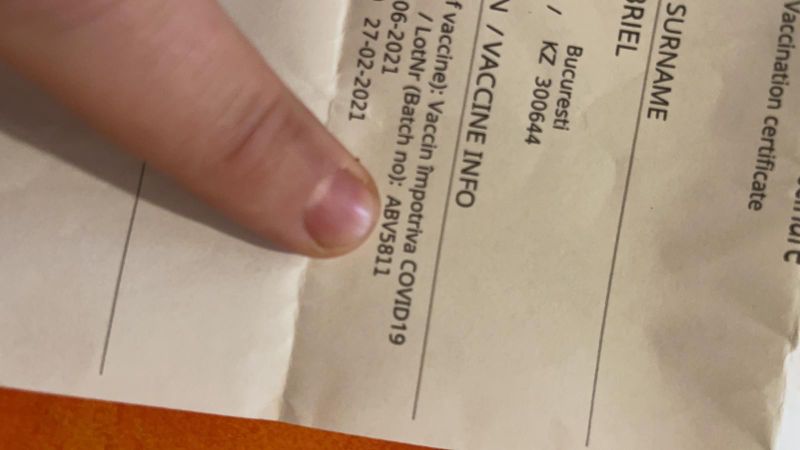 Vaccination certificate
SURNAME
BRIEL
Bucuresti
/ KZ 300644
N / VACCINE INFO
f vaccine): Vaccin împotriva COVID19
/ LotNr (Batch no): ABV5811
06-2021
27-02-2021